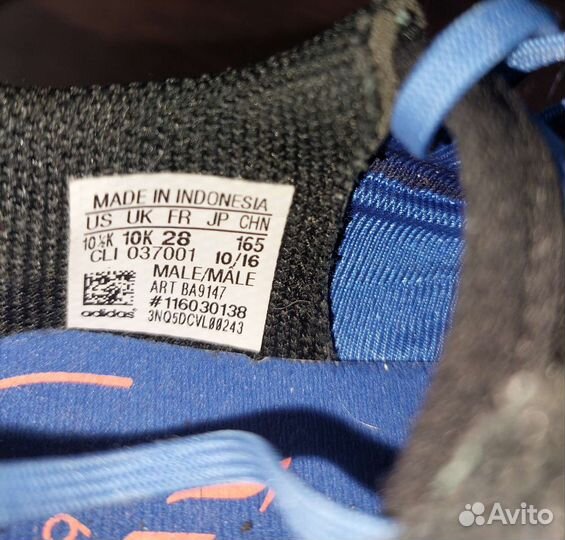 MADE IN INDONESIA
US UK FR JP CHN
10½K 10K 28 165
CLI 037001 10/16
MALE/MÂLE
ART BA9147
#116030138
adidas 3NQ5DCVL00243
Avito